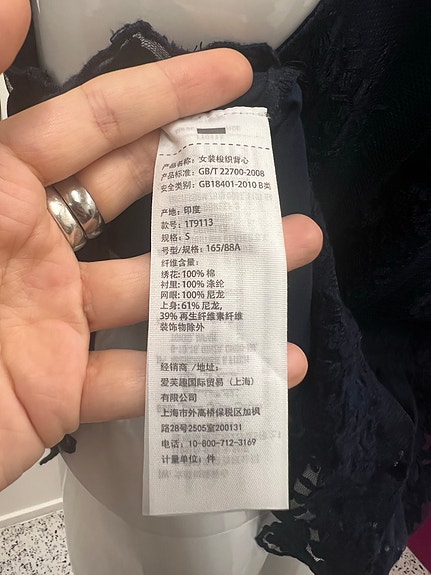 产品名称: 女装梭织背心
产品标准: GB/T 22700-2008
安全类别: GB18401-2010 B类
产地: 印度
款号: 1T9113
规格: S
号型/规格: 165/88A
纤维含量:
绣花: 100% 棉
衬里: 100% 涤纶
网眼: 100% 尼龙
上身: 61% 尼龙,
39% 再生纤维素纤维
装饰物除外
经销商 /地址:
爱芙趣国际贸易 (上海)
有限公司
上海市外高桥保税区加枫
路28号2505室200131
电话: 10-800-712-3169
计量单位: 件